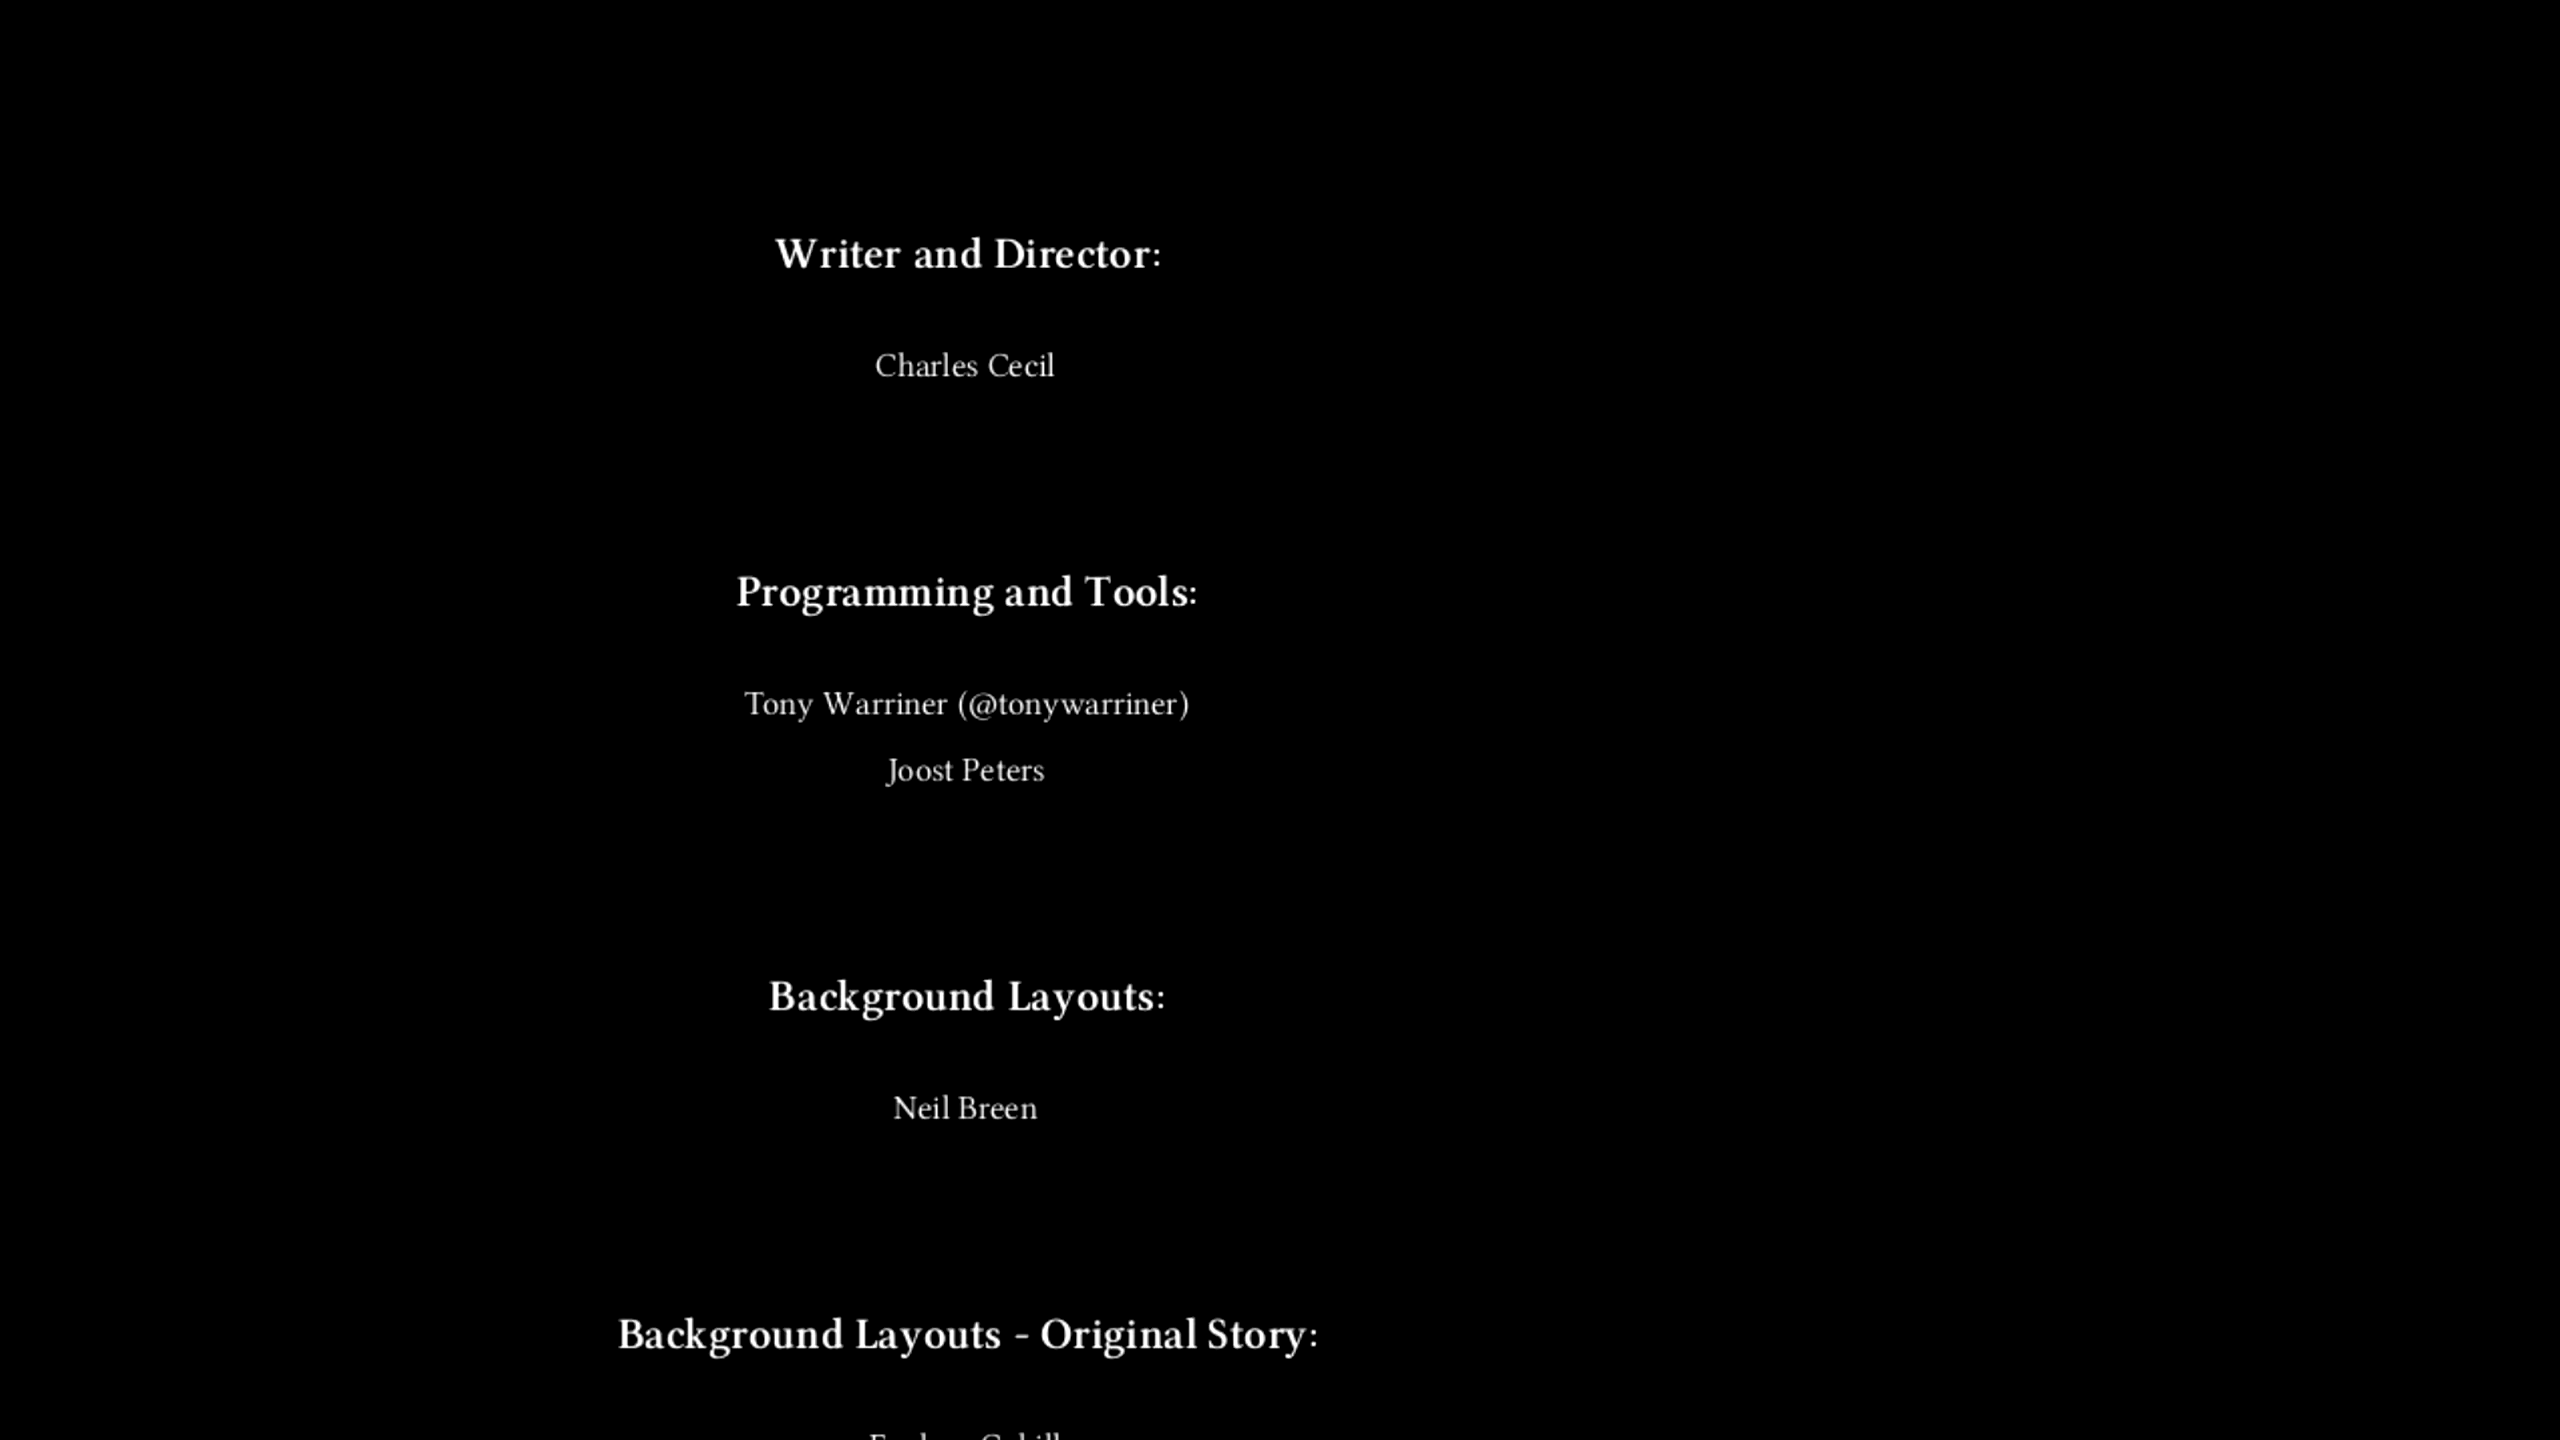 Writer and Director:
Charles Cecil
Programming and Tools:
Tony Warriner (@tonywarriner)
Joost Peters
Background Layouts:
Neil Breen
Background Layouts - Original Story: